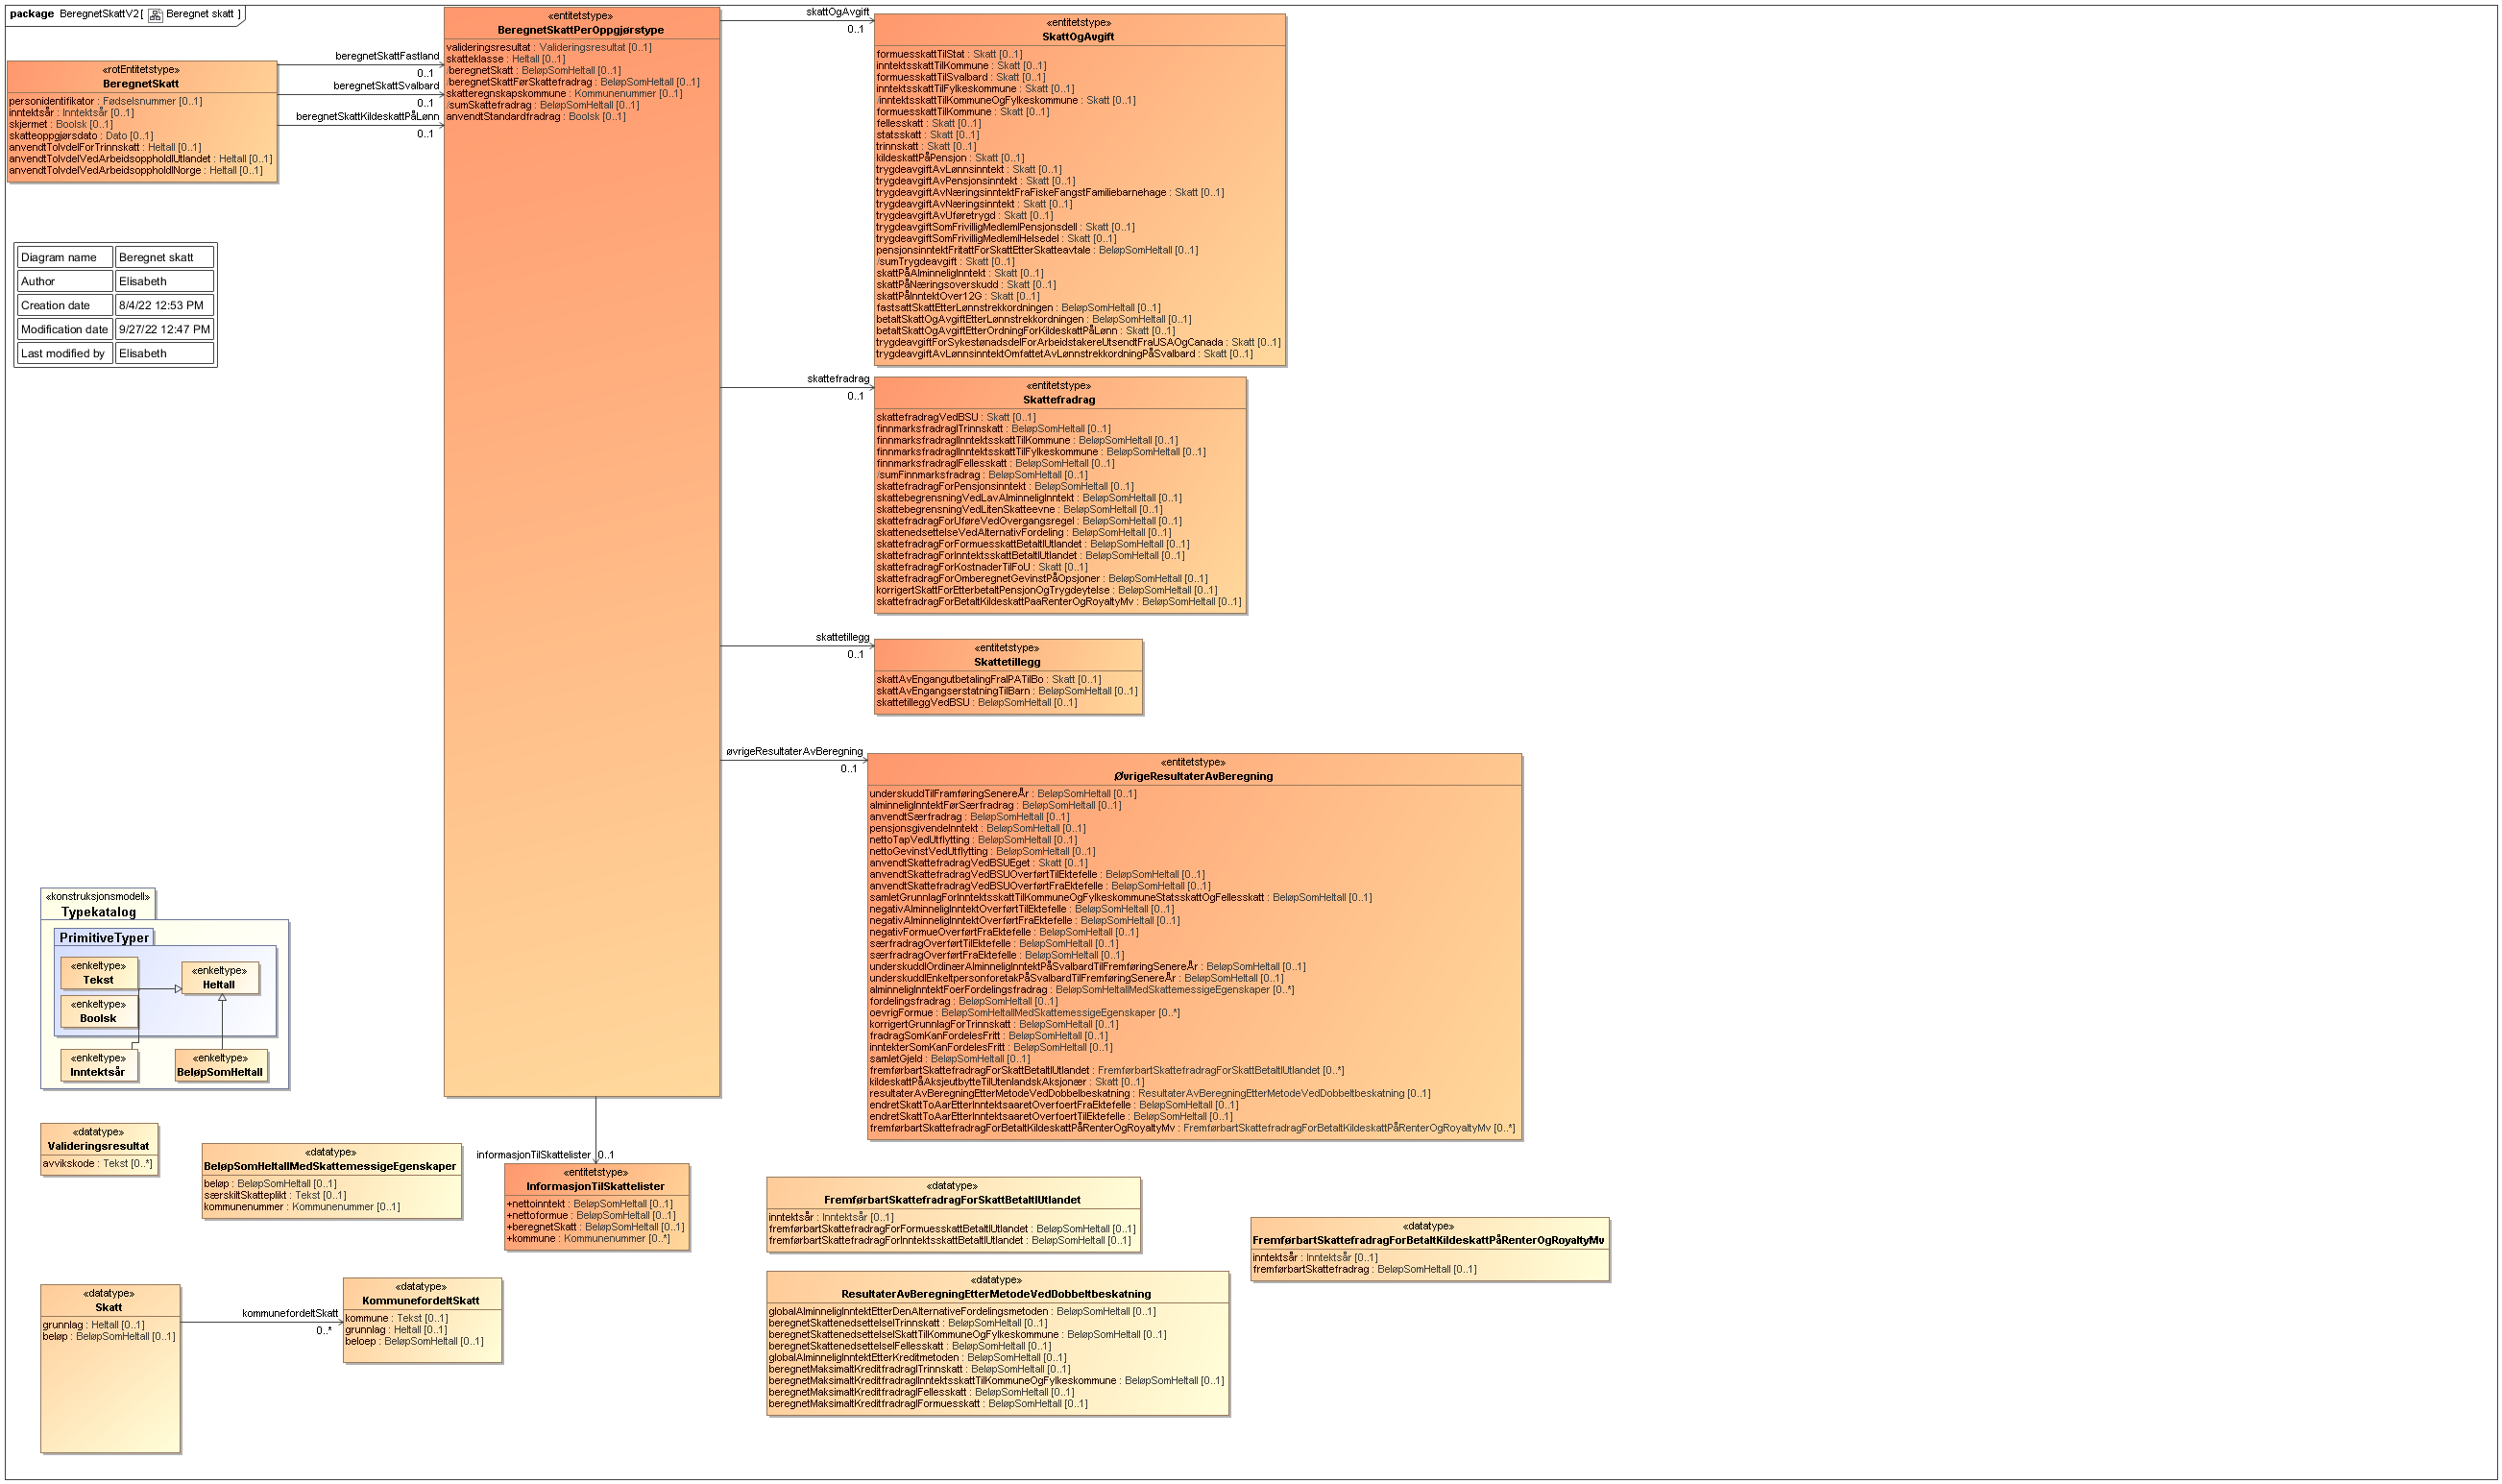 package BeregnetSkattV2[ Beregnet skatt ]
«rotEntitetstype»
BeregnetSkatt
personidentifikator : Fødselsnummer [0..1]
inntektsår : Inntektsår [0..1]
skjermet : Boolsk [0..1]
skatteoppgjørsdato : Dato [0..1]
anvendtTolvdelForTrinnskatt : Heltall [0..1]
anvendtTolvdelVedArbeidsoppholdIUtlandet : Heltall [0..1]
anvendtTolvdelVedArbeidsoppholdINorge : Heltall [0..1]
beregnetSkattFastland
0..1
beregnetSkattSvalbard
0..1
beregnetSkattKildeskattPåLønn
0..1
«entitetstype»
BeregnetSkattPerOppgjørstype
valideringsresultat : Valideringsresultat [0..1]
skatteklasse : Heltall [0..1]
/beregnetSkatt : BeløpSomHeltall [0..1]
/beregnetSkattFørSkattefradrag : BeløpSomHeltall [0..1]
skatteregnskapskommune : Kommunenummer [0..1]
/sumSkattefradrag : BeløpSomHeltall [0..1]
anvendtStandardfradrag : Boolsk [0..1]
skattOgAvgift
0..1
«entitetstype»
SkattOgAvgift
formuesskattTilStat : Skatt [0..1]
inntektsskattTilKommune : Skatt [0..1]
formuesskattTilSvalbard : Skatt [0..1]
inntektsskattTilFylkeskommune : Skatt [0..1]
/inntektsskattTilKommuneOgFylkeskommune : Skatt [0..1]
formuesskattTilKommune : Skatt [0..1]
fellesskatt : Skatt [0..1]
statsskatt : Skatt [0..1]
trinnskatt : Skatt [0..1]
kildeskattPåPensjon : Skatt [0..1]
trygdeavgiftAvLønnsinntekt : Skatt [0..1]
trygdeavgiftAvPensjonsinntekt : Skatt [0..1]
trygdeavgiftAvNæringsinntektFraFiskeFangstFamiliebarnehage : Skatt [0..1]
trygdeavgiftAvNæringsinntekt : Skatt [0..1]
trygdeavgiftAvUføretrygd : Skatt [0..1]
trygdeavgiftSomFrivilligMedlemIPensjonsdell : Skatt [0..1]
trygdeavgiftSomFrivilligMedlemIHelsedel : Skatt [0..1]
pensjonsinntektFritattForSkattEtterSkatteavtale : BeløpSomHeltall [0..1]
/sumTrygdeavgift : Skatt [0..1]
skattPåAlminneligInntekt : Skatt [0..1]
skattPåNæringsoverskudd : Skatt [0..1]
skattPåInntektOver12G : Skatt [0..1]
fastsattSkattEtterLønnstrekkordningen : BeløpSomHeltall [0..1]
betaltSkattOgAvgiftEtterLønnstrekkordningen : BeløpSomHeltall [0..1]
betaltSkattOgAvgiftEtterOrdningForKildeskattPåLønn : Skatt [0..1]
trygdeavgiftForSykestønadsdelForArbeidstakereUtsendtFraUSAOgCanada : Skatt [0..1]
trygdeavgiftAvLønnsinntektOmfattetAvLønnstrekkordningPåSvalbard : Skatt [0..1]
Diagram name Beregnet skatt
Author Elisabeth
Creation date 8/4/22 12:53 PM
Modification date 9/27/22 12:47 PM
Last modified by Elisabeth
skattefradrag
0..1
«entitetstype»
Skattefradrag
skattefradragVedBSU : Skatt [0..1]
finnmarksfradragITrinnskatt : BeløpSomHeltall [0..1]
finnmarksfradragIInntektsskattTilKommune : BeløpSomHeltall [0..1]
finnmarksfradragIInntektsskattTilFylkeskommune : BeløpSomHeltall [0..1]
finnmarksfradragIFellesskatt : BeløpSomHeltall [0..1]
/sumFinnmarksfradrag : BeløpSomHeltall [0..1]
skattefradragForPensjonsinntekt : BeløpSomHeltall [0..1]
skattebegrensningVedLavAlminneligInntekt : BeløpSomHeltall [0..1]
skattebegrensningVedLitenSkatteevne : BeløpSomHeltall [0..1]
skattefradragForUføreVedOvergangsregel : BeløpSomHeltall [0..1]
skattenedsettelseVedAlternativFordeling : BeløpSomHeltall [0..1]
skattefradragForFormuesskattBetaltIUtlandet : BeløpSomHeltall [0..1]
skattefradragForInntektsskattBetaltIUtlandet : BeløpSomHeltall [0..1]
skattefradragForKostnaderTilFoU : Skatt [0..1]
skattefradragForOmberegnetGevinstPåOpsjoner : BeløpSomHeltall [0..1]
korrigertSkattForEtterbetaltPensjonOgTrygdeytelse : BeløpSomHeltall [0..1]
skattefradragForBetaltKildeskattPaaRenterOgRoyaltyMv : BeløpSomHeltall [0..1]
skattetillegg
0..1
«entitetstype»
Skattetillegg
skattAvEngangutbetalingFraIPATilBo : Skatt [0..1]
skattAvEngangserstatningTilBarn : BeløpSomHeltall [0..1]
skattetilleggVedBSU : BeløpSomHeltall [0..1]
øvrigeResultaterAvBeregning
0..1
«entitetstype»
ØvrigeResultaterAvBeregning
underskuddTilFramføringSenereÅr : BeløpSomHeltall [0..1]
alminneligInntektFørSærfradrag : BeløpSomHeltall [0..1]
anvendtSærfradrag : BeløpSomHeltall [0..1]
pensjonsgivendeInntekt : BeløpSomHeltall [0..1]
nettoTapVedUtflytting : BeløpSomHeltall [0..1]
nettoGevinstVedUtflytting : BeløpSomHeltall [0..1]
anvendtSkattefradragVedBSUEget : Skatt [0..1]
anvendtSkattefradragVedBSUOverførtTilEktefelle : BeløpSomHeltall [0..1]
anvendtSkattefradragVedBSUOverførtFraEktefelle : BeløpSomHeltall [0..1]
samletGrunnlagForInntektsskattTilKommuneOgFylkeskommuneStatsskattOgFellesskatt : BeløpSomHeltall [0..1]
negativAlminneligInntektOverførtTilEktefelle : BeløpSomHeltall [0..1]
negativAlminneligInntektOverførtFraEktefelle : BeløpSomHeltall [0..1]
negativFormueOverførtFraEktefelle : BeløpSomHeltall [0..1]
særfradragOverførtTilEktefelle : BeløpSomHeltall [0..1]
særfradragOverførtFraEktefelle : BeløpSomHeltall [0..1]
underskuddIOrdinærAlminneligInntektPåSvalbardTilFremføringSenereÅr : BeløpSomHeltall [0..1]
underskuddIEnkeltpersonforetakPåSvalbardTilFremføringSenereÅr : BeløpSomHeltall [0..1]
alminneligInntektFoerFordelingsfradrag : BeløpSomHeltallMedSkattemessigeEgenskaper [0..*]
fordelingsfradrag : BeløpSomHeltall [0..1]
oevrigFormue : BeløpSomHeltallMedSkattemessigeEgenskaper [0..*]
korrigertGrunnlagForTrinnskatt : BeløpSomHeltall [0..1]
fradragSomKanFordelesFritt : BeløpSomHeltall [0..1]
inntekterSomKanFordelesFritt : BeløpSomHeltall [0..1]
samletGjeld : BeløpSomHeltall [0..1]
fremførbartSkattefradragForSkattBetaltIUtlandet : FremførbartSkattefradragForSkattBetaltIUtlandet [0..*]
kildeskattPåAksjeutbytteTilUtenlandskAksjonær : Skatt [0..1]
resultaterAvBeregningEtterMetodeVedDobbelbeskatning : ResultaterAvBeregningEtterMetodeVedDobbeltbeskatning [0..1]
endretSkattToAarEtterInntektsaaretOverfoertFraEktefelle : BeløpSomHeltall [0..1]
endretSkattToAarEtterInntektsaaretOverfoertTilEktefelle : BeløpSomHeltall [0..1]
fremførbartSkattefradragForBetaltKildeskattPåRenterOgRoyaltyMv : FremførbartSkattefradragForBetaltKildeskattPåRenterOgRoyaltyMv [0..*]
«konstruksjonsmodell»
Typekatalog
PrimitiveTyper
«enkeltype»
Tekst
«enkeltype»
Heltall
«enkeltype»
Boolsk
«enkeltype»
Inntektsår
«enkeltype»
BeløpSomHeltall
«datatype»
Valideringsresultat
avvikskode : Tekst [0..*]
«datatype»
BeløpSomHeltallMedSkattemessigeEgenskaper
beløp : BeløpSomHeltall [0..1]
særskiltSkatteplikt : Tekst [0..1]
kommunenummer : Kommunenummer [0..1]
informasjonTilSkattelister 0..1
«entitetstype»
InformasjonTilSkattelister
+nettoinntekt : BeløpSomHeltall [0..1]
+nettoformue : BeløpSomHeltall [0..1]
+beregnetSkatt : BeløpSomHeltall [0..1]
+kommune : Kommunenummer [0..*]
«datatype»
FremførbartSkattefradragForSkattBetaltIUtlandet
inntektsår : Inntektsår [0..1]
fremførbartSkattefradragForFormuesskattBetaltIUtlandet : BeløpSomHeltall [0..1]
fremførbartSkattefradragForInntektsskattBetaltIUtlandet : BeløpSomHeltall [0..1]
«datatype»
FremførbartSkattefradragForBetaltKildeskattPåRenterOgRoyaltyMv
inntektsår : Inntektsår [0..1]
fremførbartSkattefradrag : BeløpSomHeltall [0..1]
«datatype»
Skatt
grunnlag : Heltall [0..1]
beløp : BeløpSomHeltall [0..1]
kommunefordeltSkatt
0..*
«datatype»
KommunefordeltSkatt
kommune : Tekst [0..1]
grunnlag : Heltall [0..1]
beloep : BeløpSomHeltall [0..1]
«datatype»
ResultaterAvBeregningEtterMetodeVedDobbeltbeskatning
globalAlminneligInntektEtterDenAlternativeFordelingsmetoden : BeløpSomHeltall [0..1]
beregnetSkattenedsettelseITrinnskatt : BeløpSomHeltall [0..1]
beregnetSkattenedsettelseISkattTilKommuneOgFylkeskommune : BeløpSomHeltall [0..1]
beregnetSkattenedsettelseIFellesskatt : BeløpSomHeltall [0..1]
globalAlminneligInntektEtterKreditmetoden : BeløpSomHeltall [0..1]
beregnetMaksimaltKreditfradragITrinnskatt : BeløpSomHeltall [0..1]
beregnetMaksimaltKreditfradragIInntektsskattTilKommuneOgFylkeskommune : BeløpSomHeltall [0..1]
beregnetMaksimaltKreditfradragIFellesskatt : BeløpSomHeltall [0..1]
beregnetMaksimaltKreditfradragIFormuesskatt : BeløpSomHeltall [0..1]